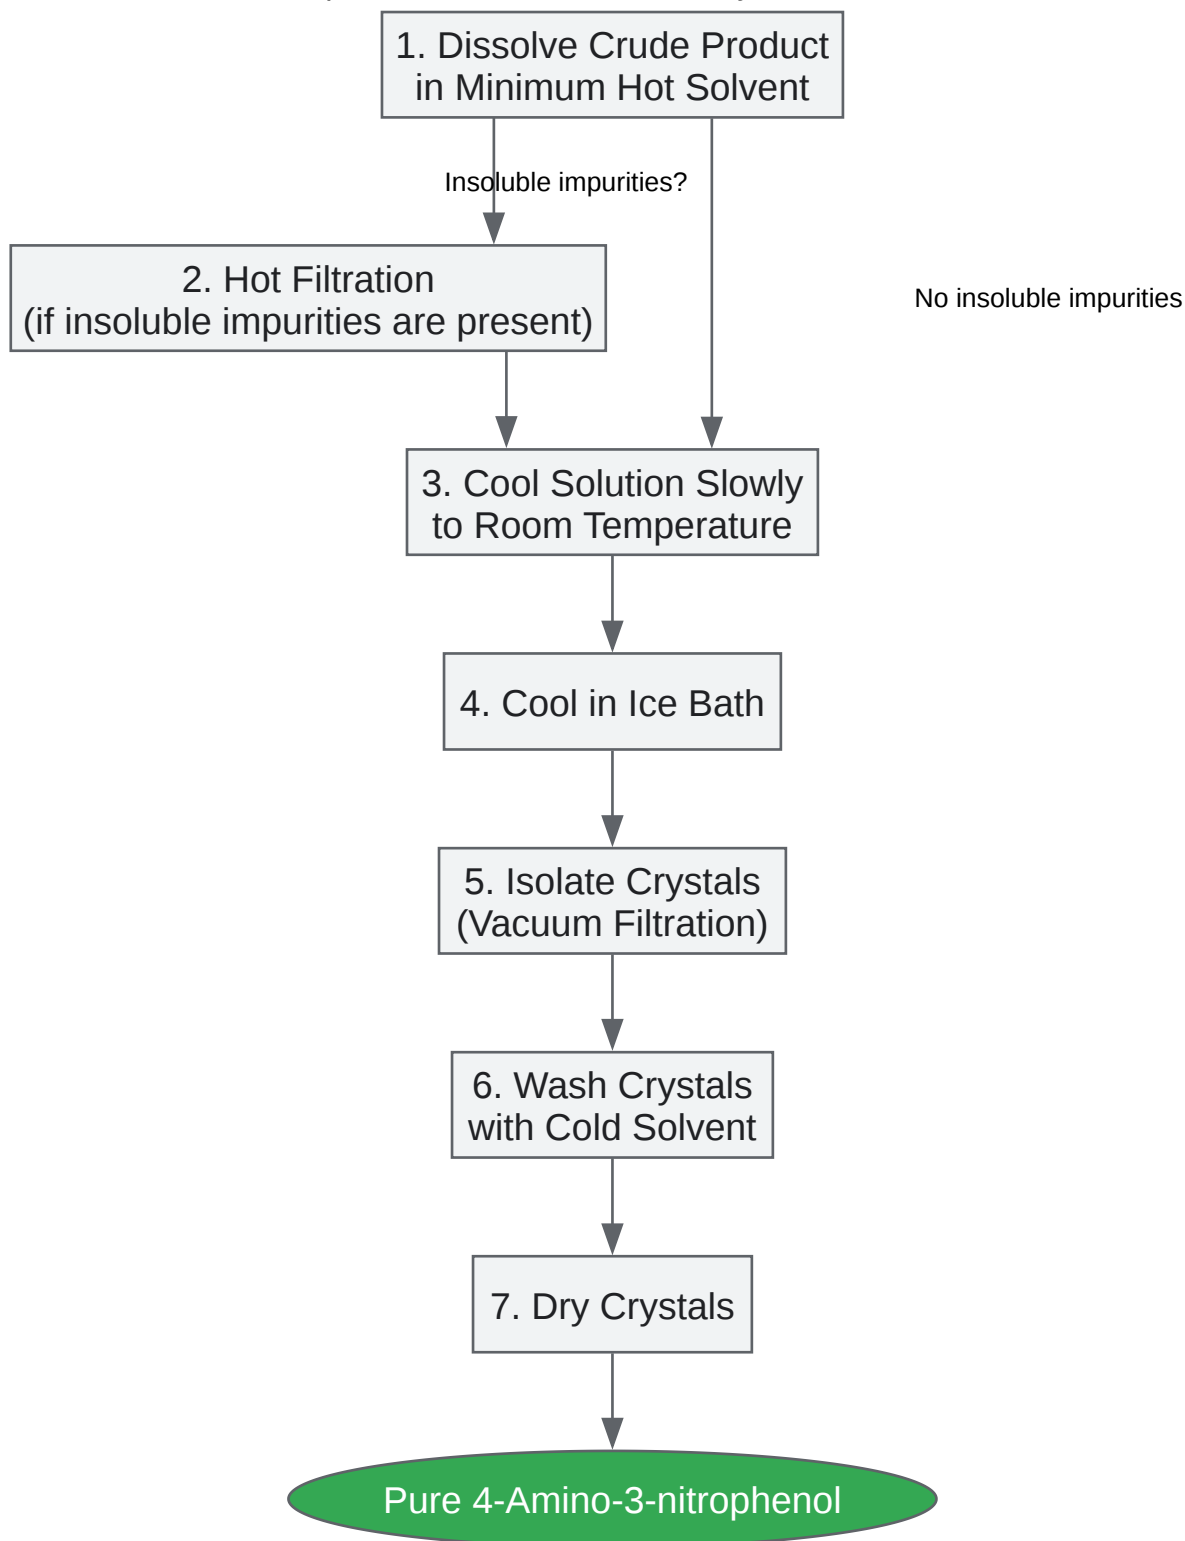 1. Dissolve Crude Product
in Minimum Hot Solvent
Insoluble impurities?
2. Hot Filtration
(if insoluble impurities are present)
No insoluble impurities
3. Cool Solution Slowly
to Room Temperature
4. Cool in Ice Bath
5. Isolate Crystals
(Vacuum Filtration)
6. Wash Crystals
with Cold Solvent
7. Dry Crystals
Pure 4-Amino-3-nitrophenol